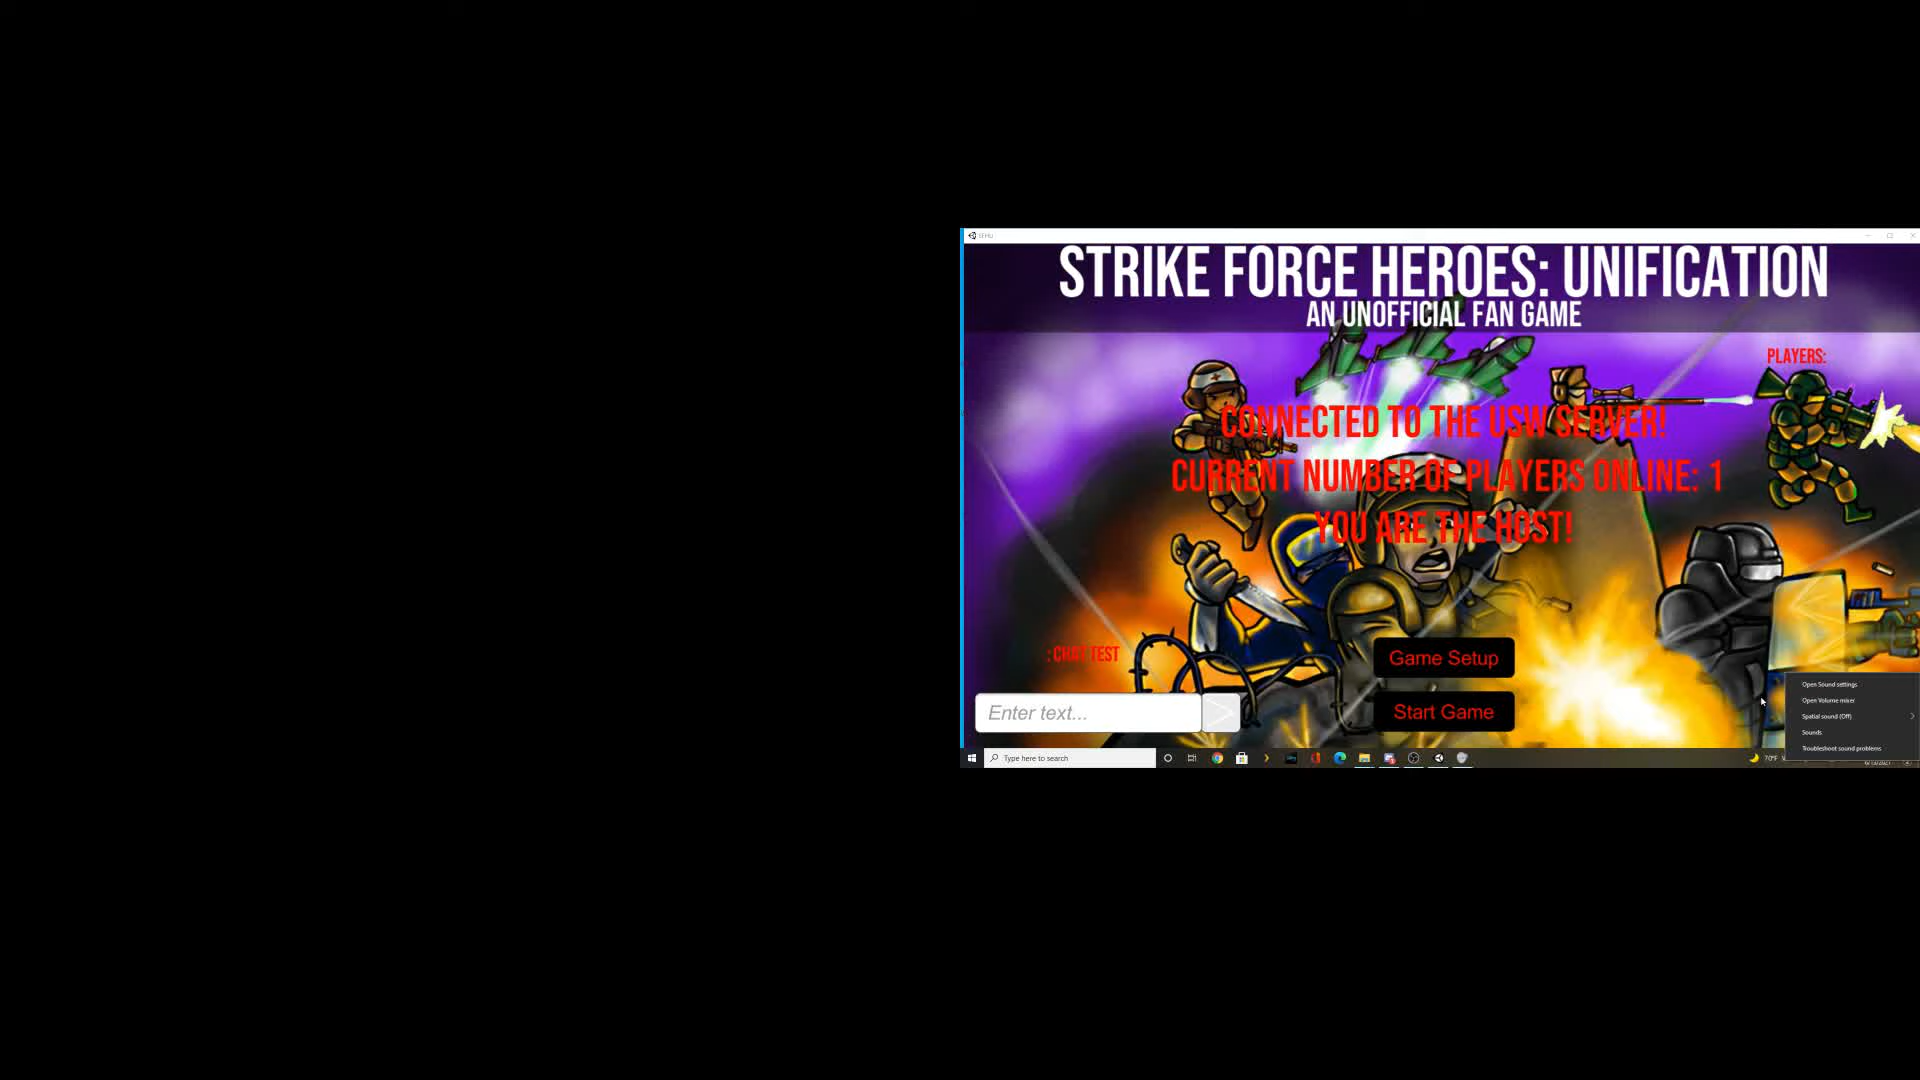 SFHU
STRIKE FORCE HEROES: UNIFICATION
AN UNOFFICIAL FAN GAME
PLAYERS:
CONNECTED TO THE USW SERVER!
CURRENT NUMBER OF PLAYERS ONLINE: 1
YOU ARE THE HOST!
: CHAT TEST
Game Setup
Enter text...
>
Start Game
Open Sound settings
Open Volume mixer
Spatial sound (Off)
Sounds
Troubleshoot sound problems
Type here to search
70°F